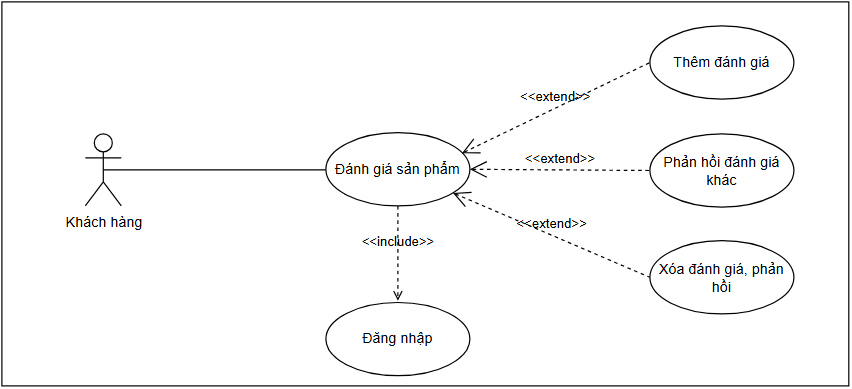 Thêm đánh giá
<<extend>>
Phản hồi đánh giá
khác
<<extend>>
Đánh giá sản phẩm
Khách hàng
<<extend>>
<<include>>
Xóa đánh giá, phản
hồi
Đăng nhập